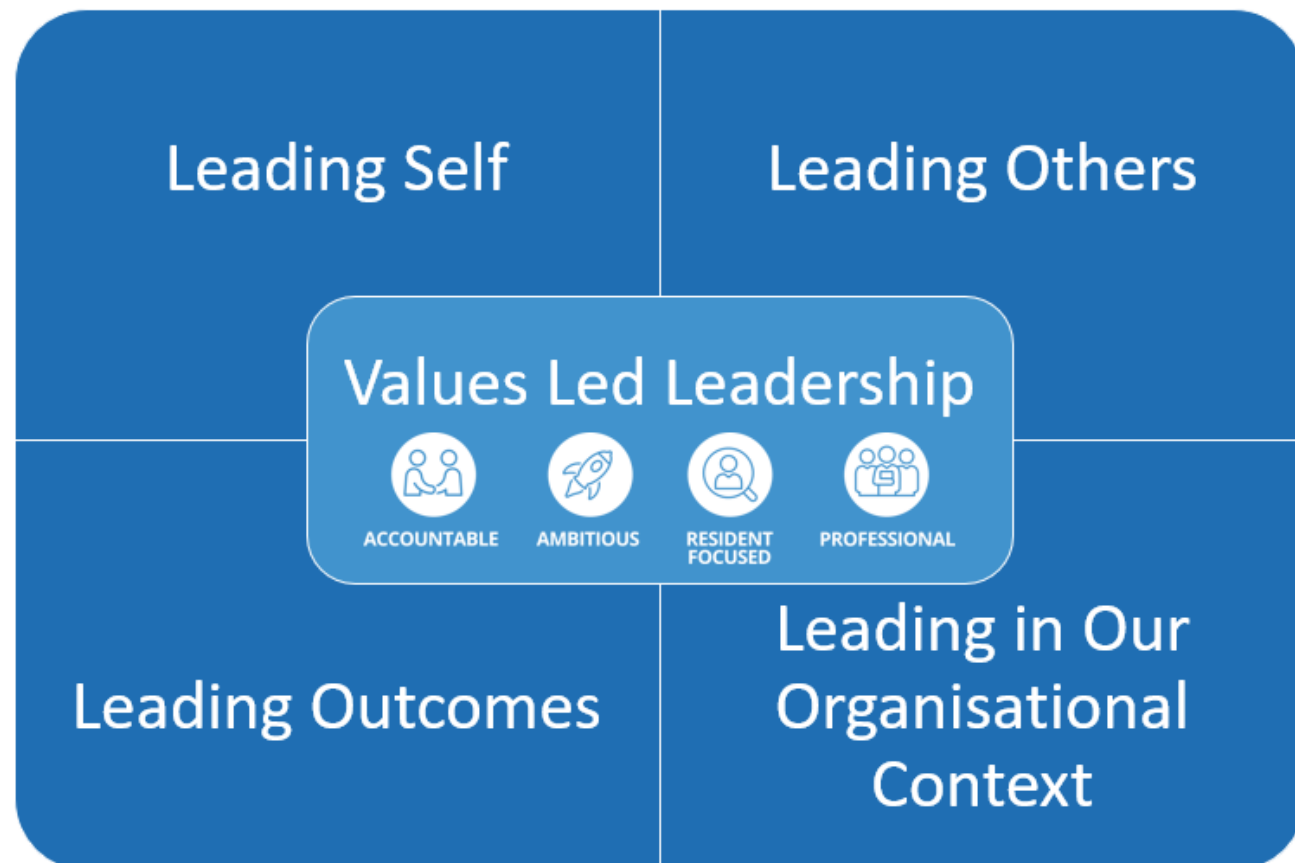 Leading Self
Leading Others
Values Led Leadership
ACCOUNTABLE
AMBITIOUS
RESIDENT
FOCUSED
PROFESSIONAL
Leading Outcomes
Leading in Our
Organisational
Context